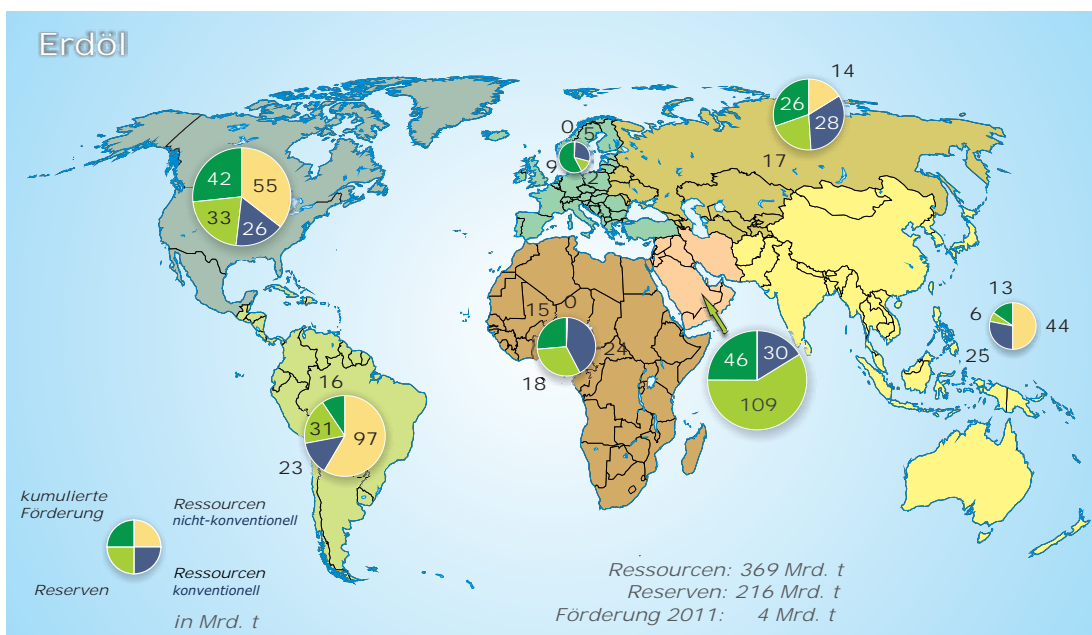 Erdöl
14
26
28
17
0
5
9
42
55
33
26
13
6
44
25
15
0
24
18
46
30
109
16
31
97
23
kumulierte
Förderung
Ressourcen
nicht-konventionell
Reserven
Ressourcen
konventionell
in Mrd. t
Ressourcen: 369 Mrd. t
Reserven: 216 Mrd. t
Förderung 2011: 4 Mrd. t